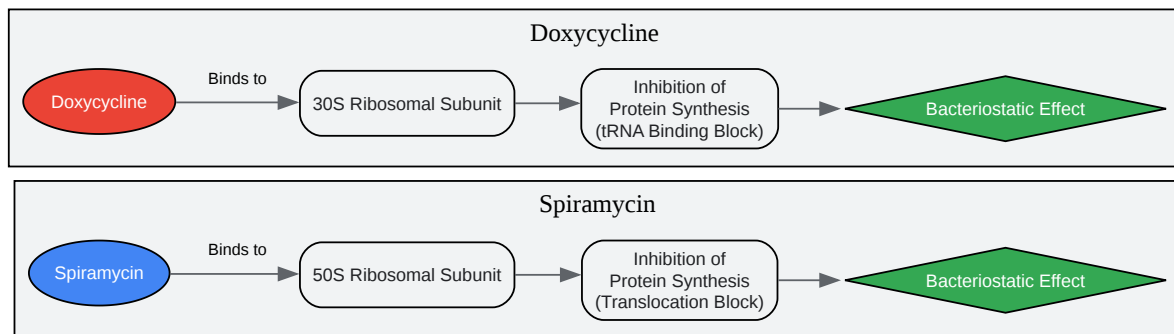 Doxycycline
Doxycycline
Binds to
30S Ribosomal Subunit
Inhibition of
Protein Synthesis
(tRNA Binding Block)
Bacteriostatic Effect
Spiramycin
Spiramycin
Binds to
50S Ribosomal Subunit
Inhibition of
Protein Synthesis
(Translocation Block)
Bacteriostatic Effect